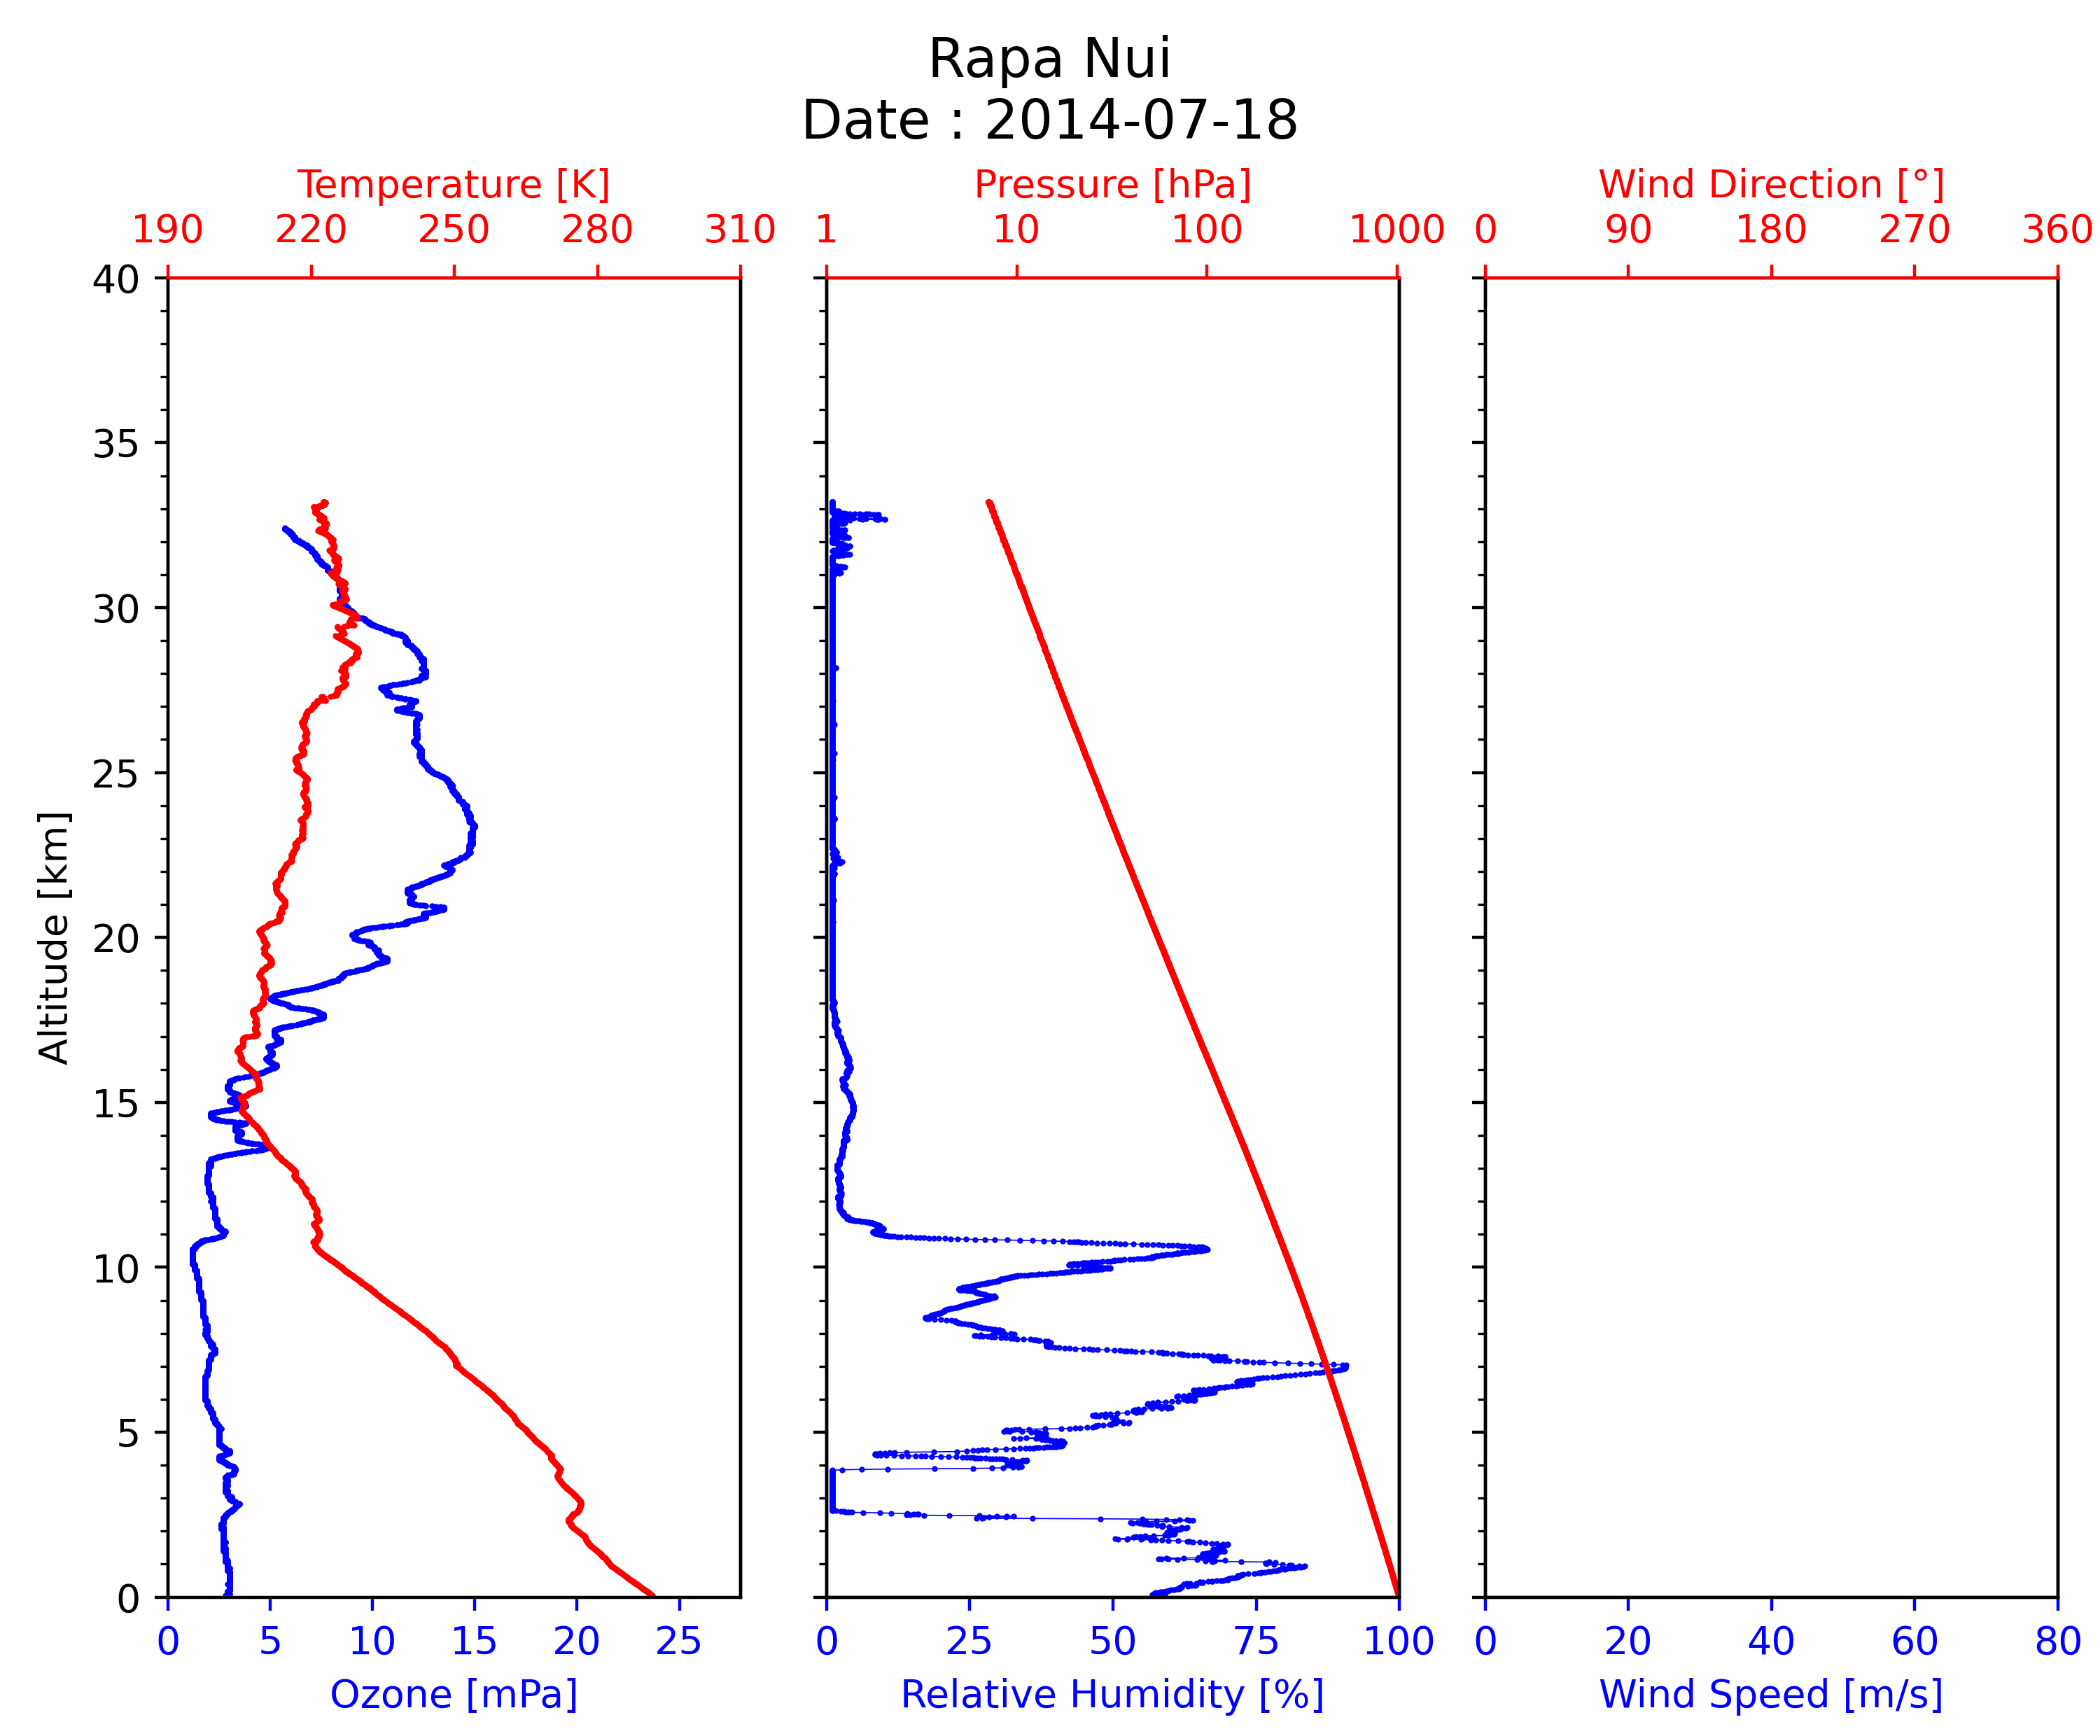 Rapa Nui
Date : 2014-07-18
Temperature [K]
190 220 250 280 310
Pressure [hPa]
1 10 100 1000
Wind Direction [°]
0 90 180 270 360
Altitude [km]
40
35
30
25
20
15
10
5
0
0 5 10 15 20 25
Ozone [mPa]
0 25 50 75 100
Relative Humidity [%]
0 20 40 60 80
Wind Speed [m/s]